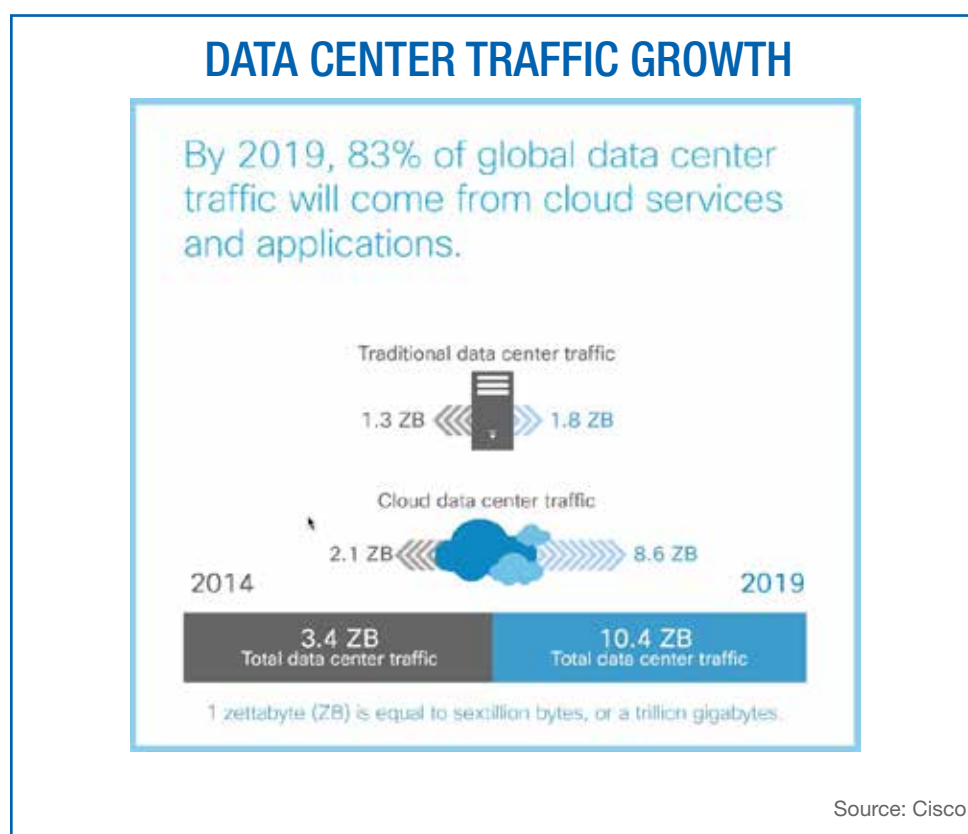 DATA CENTER TRAFFIC GROWTH
By 2019, 83% of global data center
traffic will come from cloud services
and applications.
Traditional data center traffic
1.3 ZB 1.8 ZB
Cloud data center traffic
2.1 ZB 8.6 ZB
2014 2019
3.4 ZB 10.4 ZB
Total data center traffic Total data center traffic
1 zettabyte (ZB) is equal to sextillion bytes, or a trillion gigabytes.
Source: Cisco